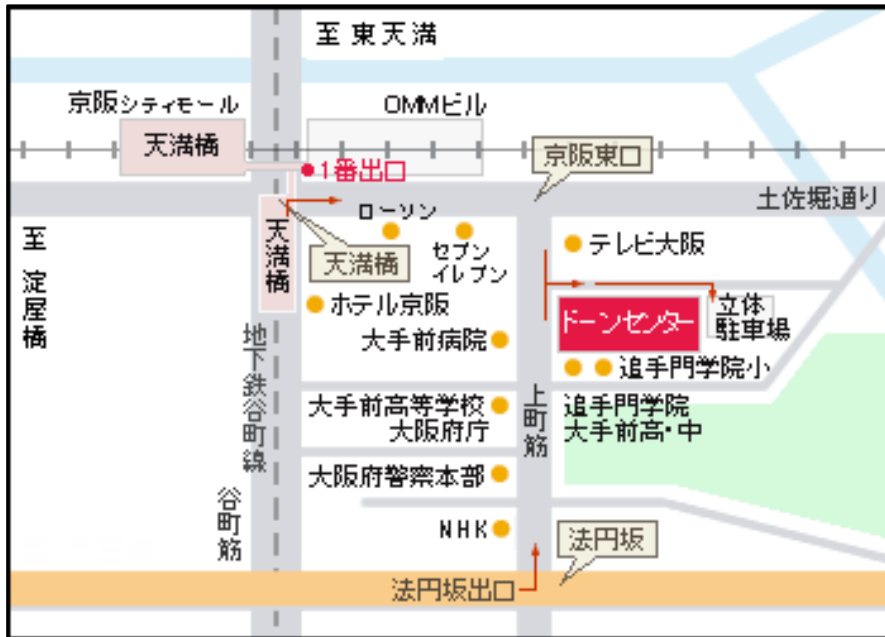 至 東天満
京阪シティモール
OMMビル
天満橋
1番出口
京阪東口
土佐堀通り
至 淀屋橋
天満橋
ローソン
セブン
イレブン
天満橋
テレビ大阪
ホテル京阪
ドーンセンター
立体
駐車場
大手前病院
追手門学院小
地下鉄谷町線
大手前高等学校
大阪府庁
上町筋
追手門学院
大手前高・中
大阪府警察本部
谷町筋
NHK
法円坂
法円坂出口